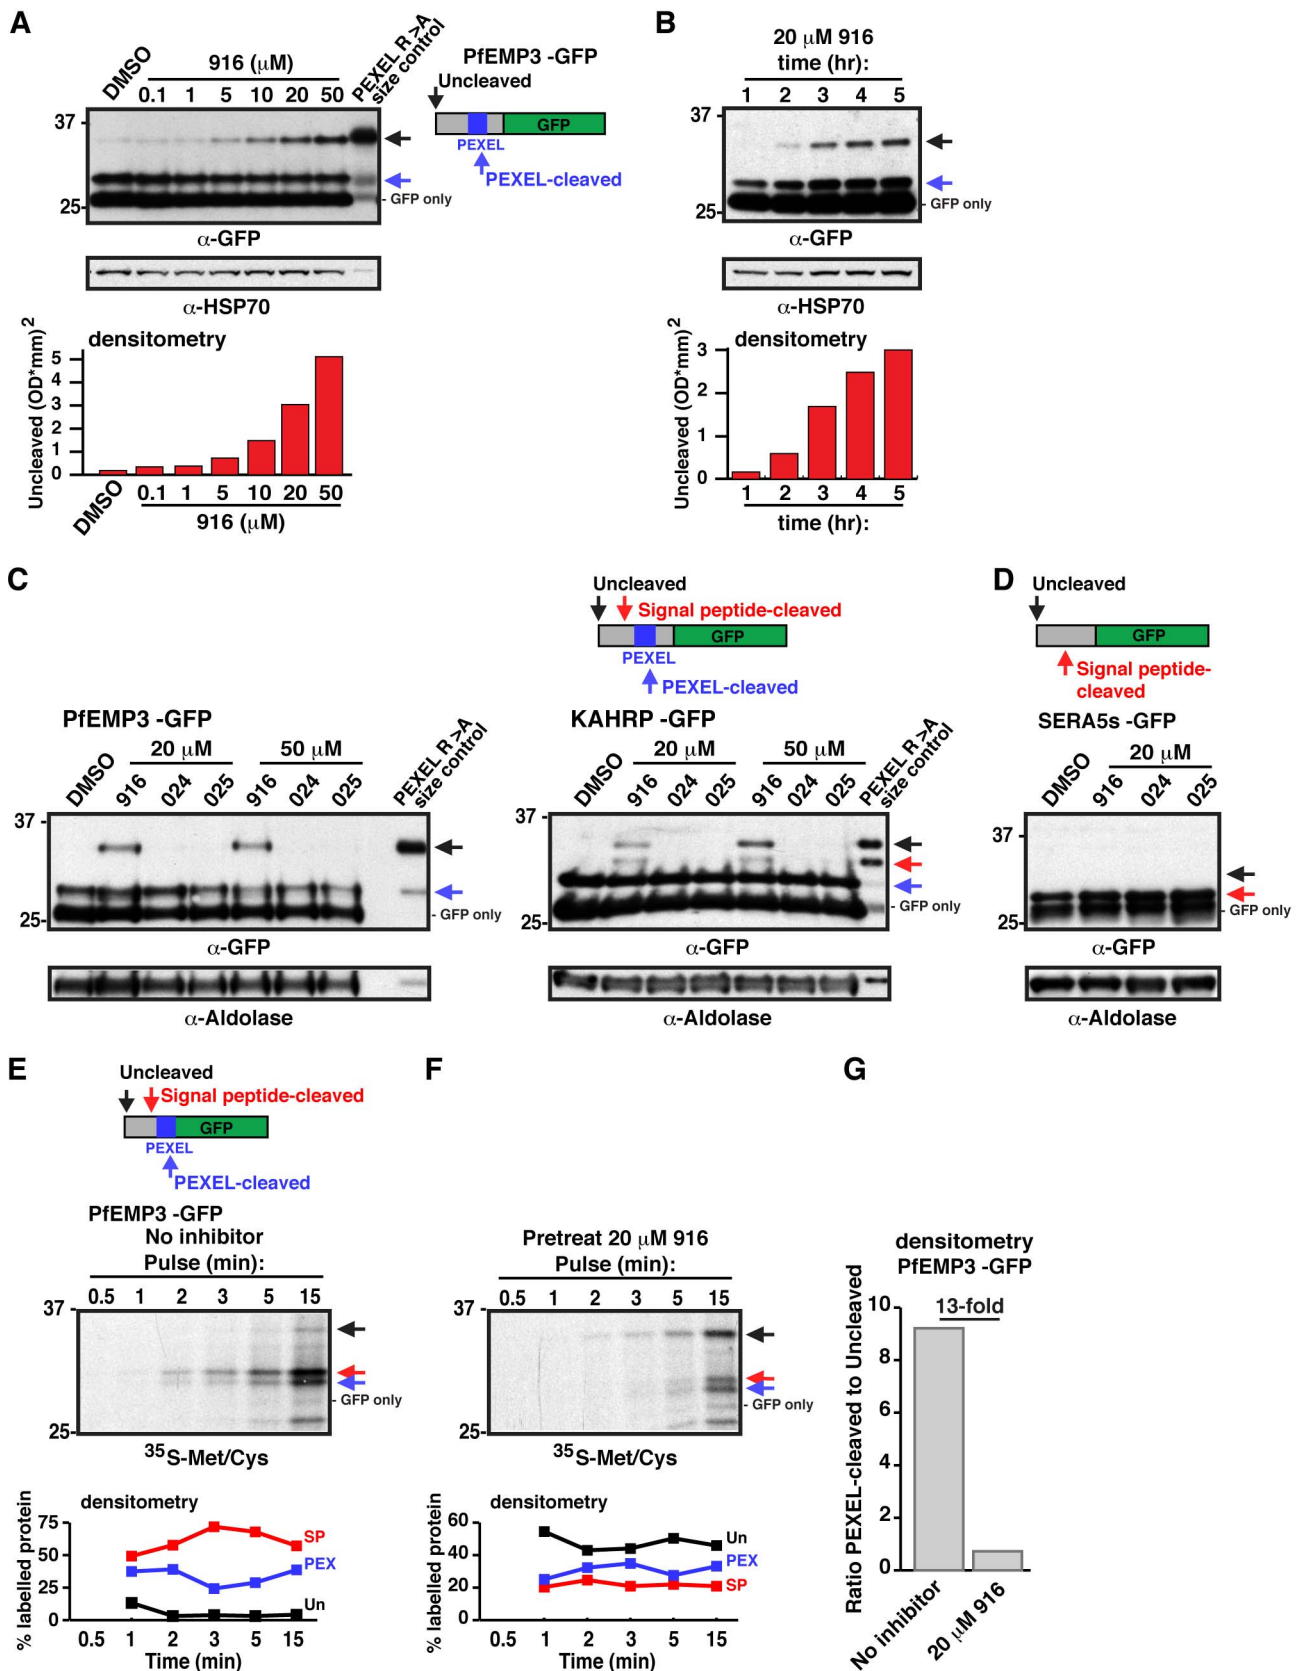 A
DMSO
916 (μM)
0.1 1 5 10 20 50
PEXEL R >A
size control
37
25
GFP only
α-GFP
α-HSP70
PfEMP3 -GFP
Uncleaved
GFP
PEXEL
PEXEL-cleaved
densitometry
Uncleaved (OD*mm)2
5
4
3
2
1
0
DMSO
0.1 1 5 10 20 50
916 (μM)
B
20 μM 916
time (hr):
1 2 3 4 5
37
25
GFP only
α-GFP
α-HSP70
densitometry
Uncleaved (OD*mm)2
3
2
1
0
1 2 3 4 5
time (hr):
C
PfEMP3 -GFP
20 μM 50 μM
DMSO 916 024 025 916 024 025
PEXEL R >A
size control
37
25
GFP only
α-GFP
α-Aldolase
Uncleaved
Signal peptide-cleaved
GFP
PEXEL
PEXEL-cleaved
KAHRP -GFP
20 μM 50 μM
DMSO 916 024 025 916 024 025
PEXEL R >A
size control
37
25
GFP only
α-GFP
α-Aldolase
D
Uncleaved
GFP
Signal peptide-
cleaved
SERA5s -GFP
20 μM
DMSO 916 024 025
37
25
GFP only
α-GFP
α-Aldolase
E
Uncleaved
Signal peptide-cleaved
GFP
PEXEL
PEXEL-cleaved
PfEMP3 -GFP
No inhibitor
Pulse (min):
0.5 1 2 3 5 15
37
25
GFP only
35S-Met/Cys
densitometry
% labelled protein
75
50
25
0
SP
PEX
Un
0.5 1 2 3 5 15
Time (min)
F
Pretreat 20 μM 916
Pulse (min):
0.5 1 2 3 5 15
37
25
GFP only
35S-Met/Cys
densitometry
% labelled protein
60
40
20
0
Un
PEX
SP
0.5 1 2 3 5 15
Time (min)
G
densitometry
PfEMP3 -GFP
Ratio PEXEL-cleaved to Uncleaved
13-fold
10
8
6
4
2
0
No inhibitor
20 μM 916